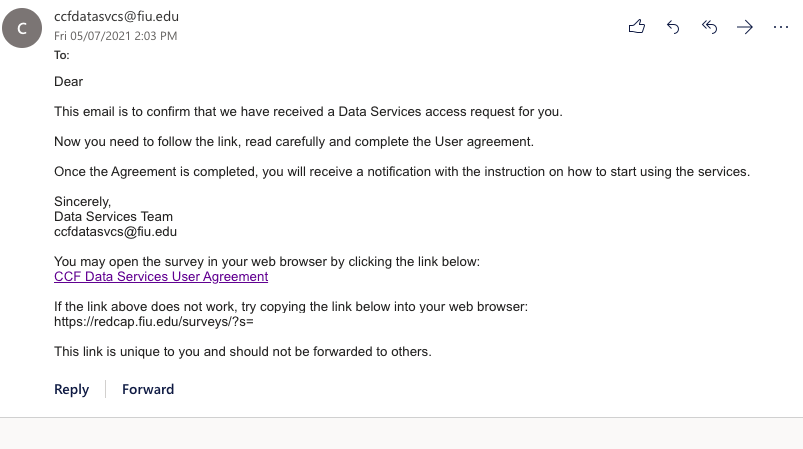 C
ccfdatasvcs@fiu.edu
Fri 05/07/2021 2:03 PM
To:
Dear
This email is to confirm that we have received a Data Services access request for you.
Now you need to follow the link, read carefully and complete the User agreement.
Once the Agreement is completed, you will receive a notification with the instruction on how to start using the services.
Sincerely,
Data Services Team
ccfdatasvcs@fiu.edu
You may open the survey in your web browser by clicking the link below:
CCF Data Services User Agreement
If the link above does not work, try copying the link below into your web browser:
https://redcap.fiu.edu/surveys/?s=
This link is unique to you and should not be forwarded to others.
Reply
Forward